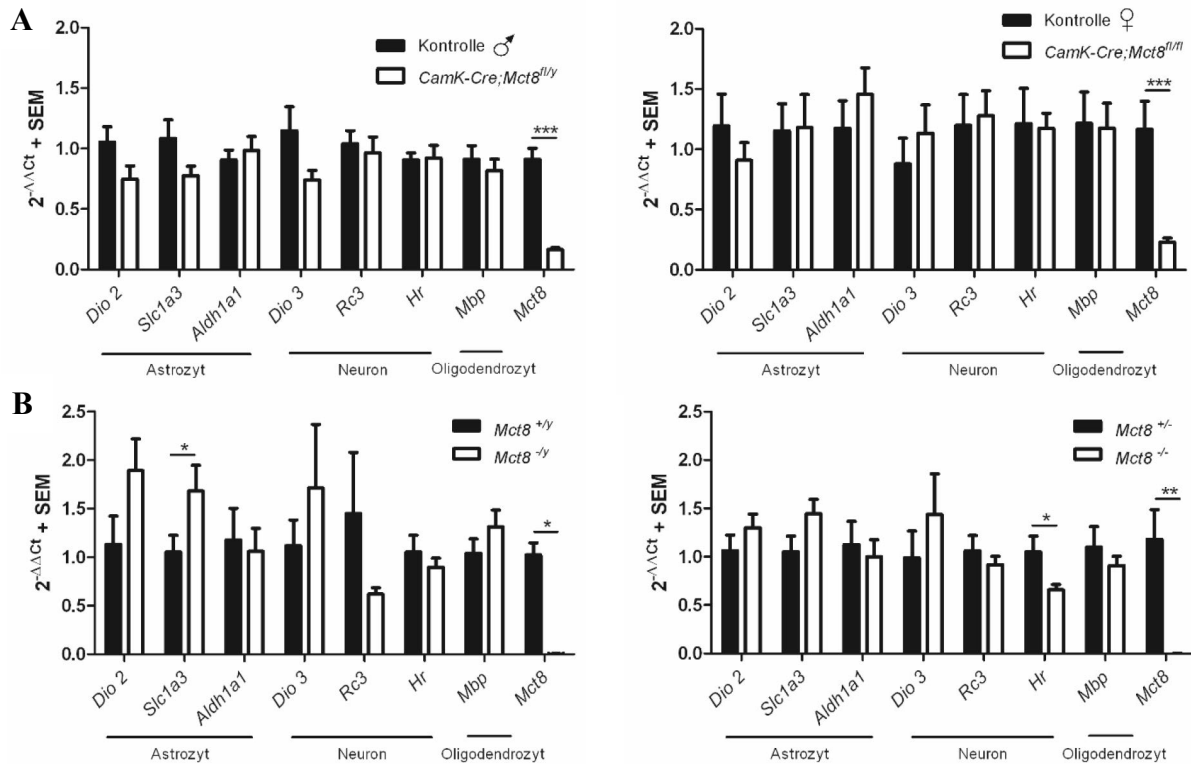 A
2.0
1.5
1.0
0.5
0.0
2^-ΔΔCt + SEM
Kontrolle ♂
CamK-Cre;Mct8^fl/y
***
Dio 2
Slc1a3
Aldh1a1
Dio 3
Rc3
Hr
Mbp
Mct8
Astrozyt
Neuron
Oligodendrozyt
2.0
1.5
1.0
0.5
0.0
2^-ΔΔCt + SEM
Kontrolle ♀
CamK-Cre;Mct8^fl/fl
***
Dio 2
Slc1a3
Aldh1a1
Dio 3
Rc3
Hr
Mbp
Mct8
Astrozyt
Neuron
Oligodendrozyt
B
2.5
2.0
1.5
1.0
0.5
0.0
2^-ΔΔCt + SEM
Mct8 ^+/y
Mct8 ^-/y
*
*
Dio 2
Slc1a3
Aldh1a1
Dio 3
Rc3
Hr
Mbp
Mct8
Astrozyt
Neuron
Oligodendrozyt
2.5
2.0
1.5
1.0
0.5
0.0
2^-ΔΔCt + SEM
Mct8 ^+/-
Mct8 ^-/-
*
**
Dio 2
Slc1a3
Aldh1a1
Dio 3
Rc3
Hr
Mbp
Mct8
Astrozyt
Neuron
Oligodendrozyt